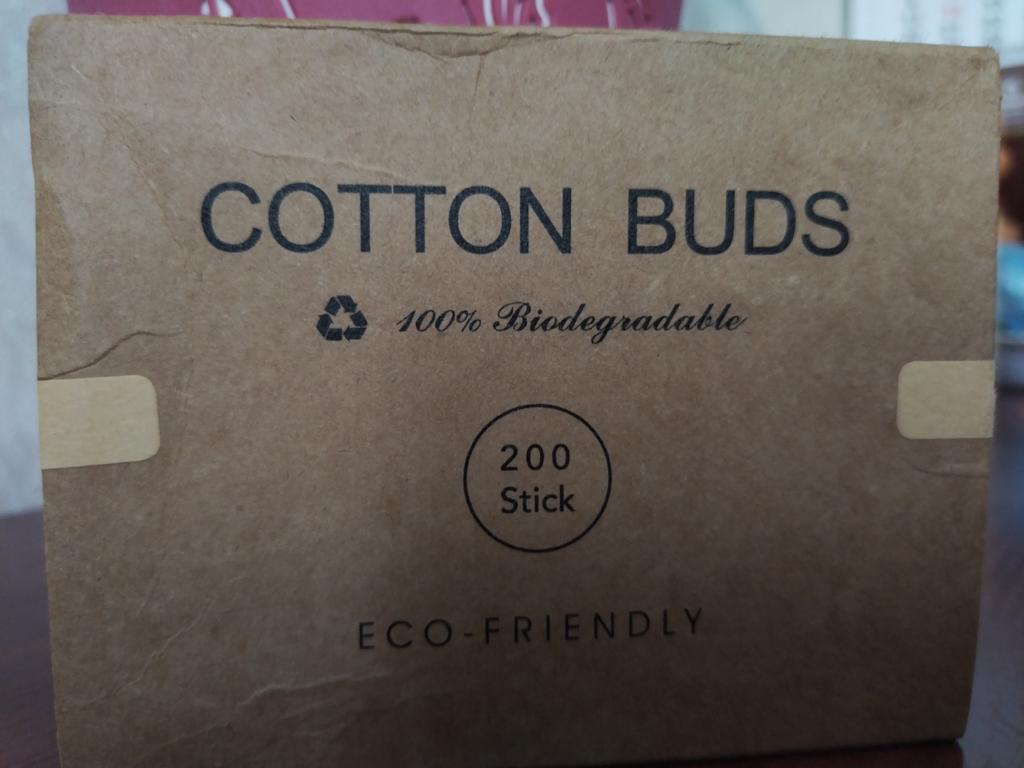 COTTON BUDS
100% Biodegradable
200
Stick
ECO-FRIENDLY